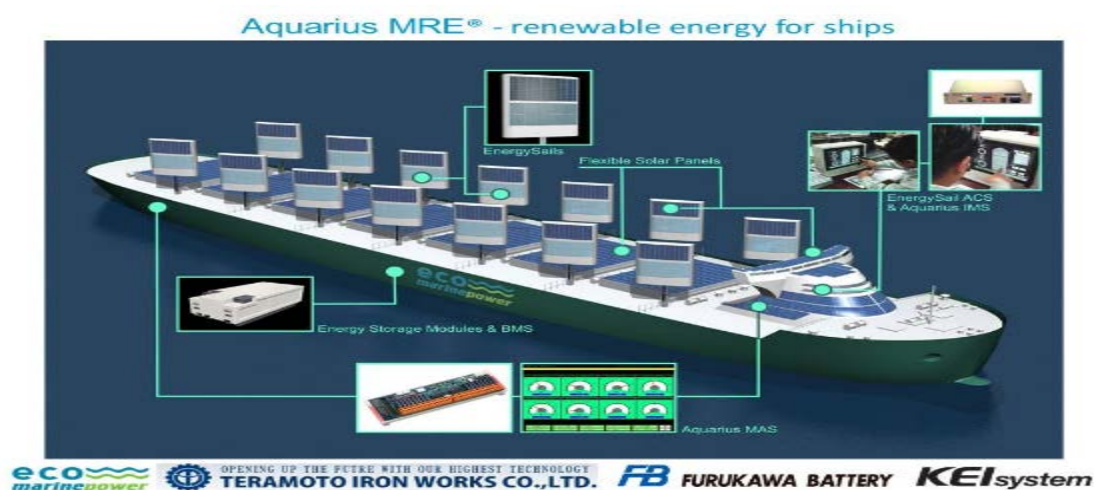 Aquarius MRE® - renewable energy for ships
EnergySails
Flexible Solar Panels
EnergySail ACS
& Aquarius IMS
eco
marinepower
Energy Storage Modules & BMS
Aquarius MAS
eco
marinepower
OPENING UP THE FUTRE WITH OUR HIGHEST TECHNOLOGY
TERAMOTO IRON WORKS CO.,LTD.
FB FURUKAWA BATTERY
KEIsystem